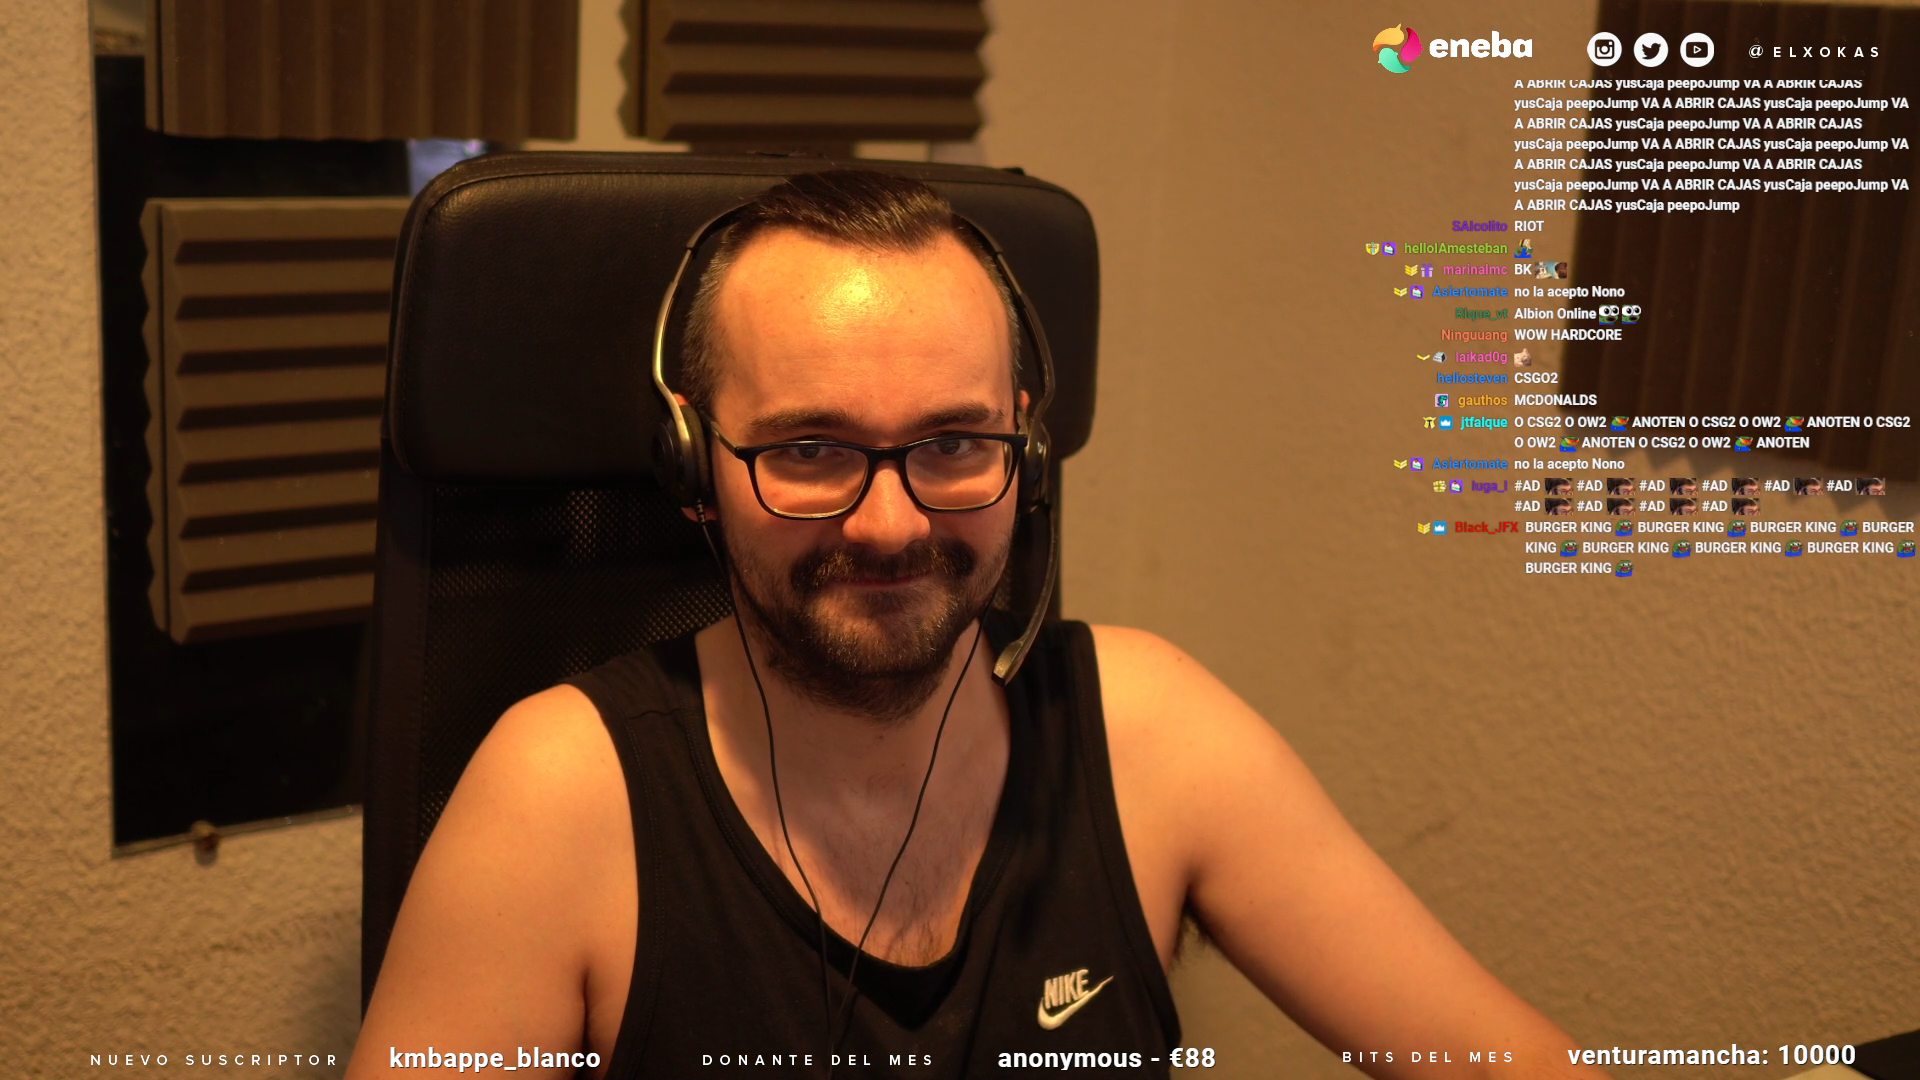 eneba
@ELXOKAS
A ABRIR CAJAS yusCaja peepoJump VA A ABRIR CAJAS
yusCaja peepoJump VA A ABRIR CAJAS yusCaja peepoJump VA
A ABRIR CAJAS yusCaja peepoJump VA A ABRIR CAJAS
yusCaja peepoJump VA A ABRIR CAJAS yusCaja peepoJump VA
A ABRIR CAJAS yusCaja peepoJump VA A ABRIR CAJAS
yusCaja peepoJump VA A ABRIR CAJAS yusCaja peepoJump VA
A ABRIR CAJAS yusCaja peepoJump
SAlcolito RIOT
helloIAmesteban
marinalmc BK
Asiertomate no la acepto Nono
Albion Online
Ninguuang WOW HARDCORE
laikad0g
hellosteven CSGO2
gauthos MCDONALDS
jtfalque O CSG2 O OW2 ANOTEN O CSG2 O OW2 ANOTEN O CSG2
O OW2 ANOTEN O CSG2 O OW2 ANOTEN
Asiertomate no la acepto Nono
#AD #AD #AD #AD #AD #AD
#AD #AD #AD #AD
Black_JFX BURGER KING BURGER KING BURGER KING BURGER
KING BURGER KING BURGER KING BURGER KING
BURGER KING
NIKE
NUEVO SUSCRIPTOR kmbappe_blanco DONANTE DEL MES anonymous - €88 BITS DEL MES venturamancha: 10000